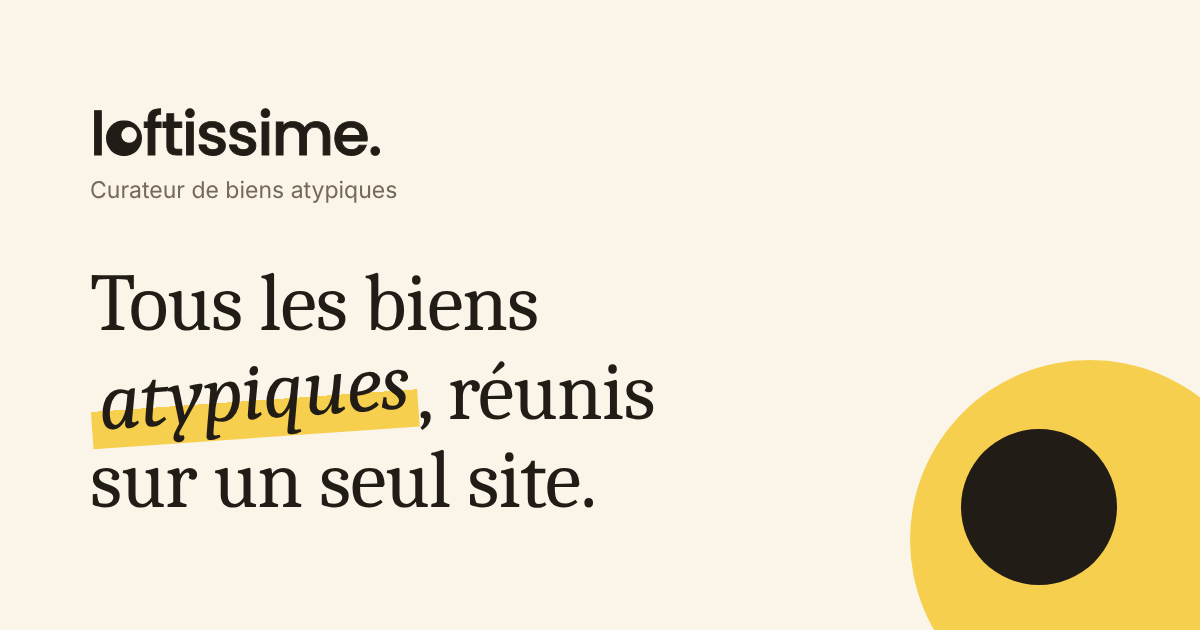 loftissime.
Curateur de biens atypiques
Tous les biens
atypiques, réunis
sur un seul site.